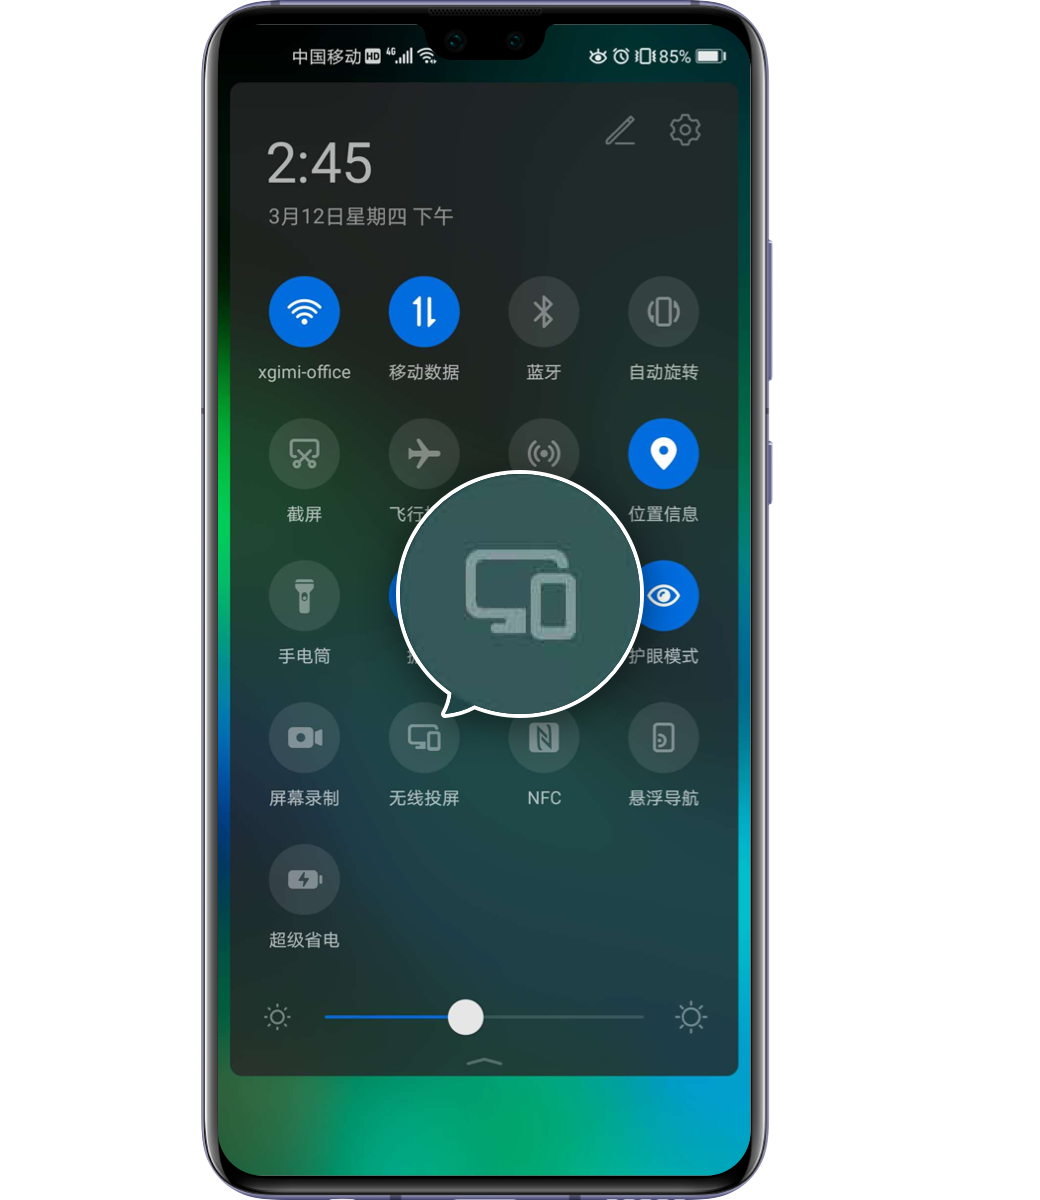 中国移动 HD 4G 85%
2:45
3月12日星期四 下午
xgimi-office 移动数据 蓝牙 自动旋转
截屏 飞行 位置信息
手电筒 护眼模式
屏幕录制 无线投屏 NFC 悬浮导航
超级省电